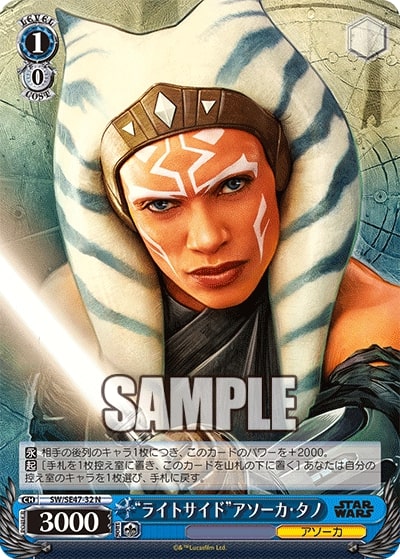 LEVEL
1
0
COST
SAMPLE
永 相手の後列のキャラ1枚につき、このカードのパワーを+2000。
起 [手札を1枚控え室に置き、このカードを山札の下に置く] あなたは自分の
控え室のキャラを1枚選び、手札に戻す。
CH SW/SE47-32 N
3000
"ライトサイド"アソーカ・タノ
STAR WARS
アソーカ
©&™Lucasfilm Ltd.